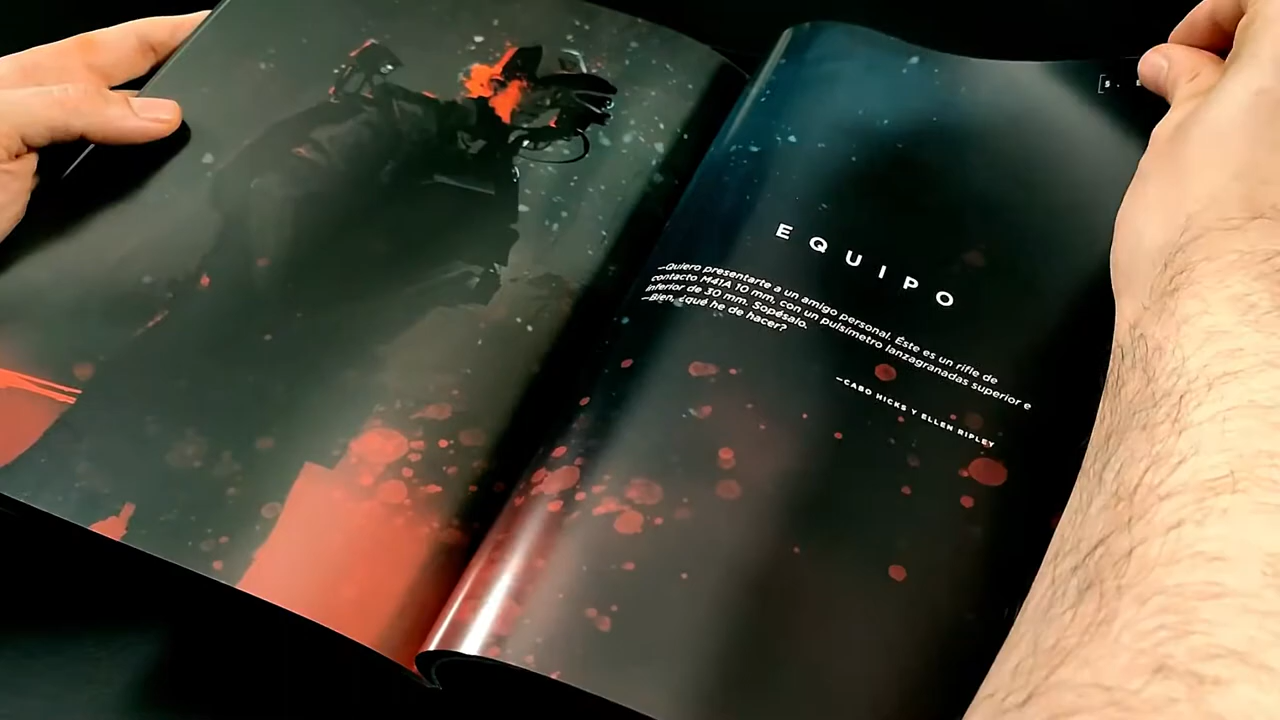 [5.
EQUIPO
—Quiero presentarte a un amigo personal. Éste es un rifle de
contacto M41A 10 mm, con un pulsímetro lanzagranadas superior e
inferior de 30 mm. Sopésalo.
—Bien, ¿qué he de hacer?
—CABO HICKS Y ELLEN RIPLEY